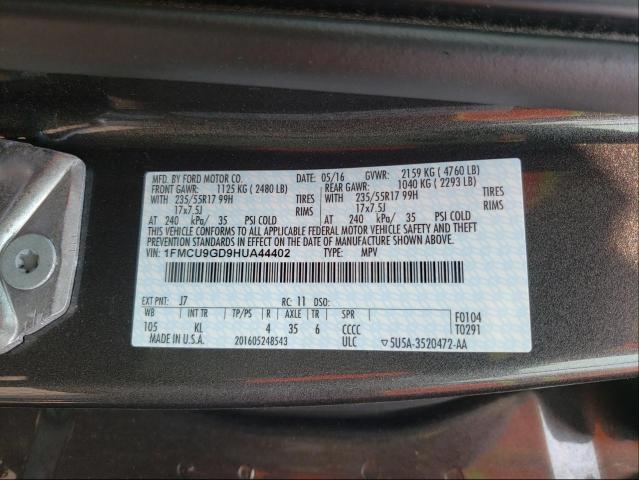 MFD. BY FORD MOTOR CO. DATE: 05/16 GVWR: 2159 KG ( 4760 LB)
FRONT GAWR: 1125 KG ( 2480 LB) REAR GAWR: 1040 KG ( 2293 LB)
WITH 235/55R17 99H TIRES WITH 235/55R17 99H TIRES
17x7.5J RIMS 17x7.5J RIMS
AT 240 kPa/ 35 PSI COLD AT 240 kPa/ 35 PSI COLD
THIS VEHICLE CONFORMS TO ALL APPLICABLE FEDERAL MOTOR VEHICLE SAFETY
AND THEFT PREVENTION STANDARDS IN EFFECT ON THE DATE OF MANUFACTURE SHOWN ABOVE.
VIN: 1FMCU9GD9HUA44402 TYPE: MPV
EXT PNT: J7 RC: 11 DSO:
WB INT TR TP/PS R AXLE TR SPR F0104
105 KL 4 35 6 CCCC T0291
MADE IN U.S.A. 201605248543 ULC ▽5U5A-3520472-AA